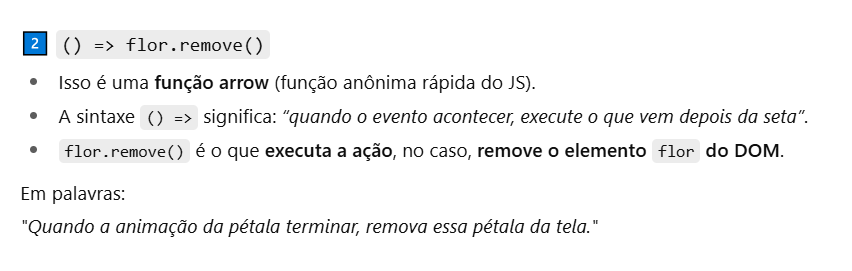 2 () => flor.remove()
• Isso é uma função arrow (função anônima rápida do JS).
• A sintaxe () => significa: “quando o evento acontecer, execute o que vem depois da seta”.
• flor.remove() é o que executa a ação, no caso, remove o elemento flor do DOM.
Em palavras:
"Quando a animação da pétala terminar, remova essa pétala da tela."